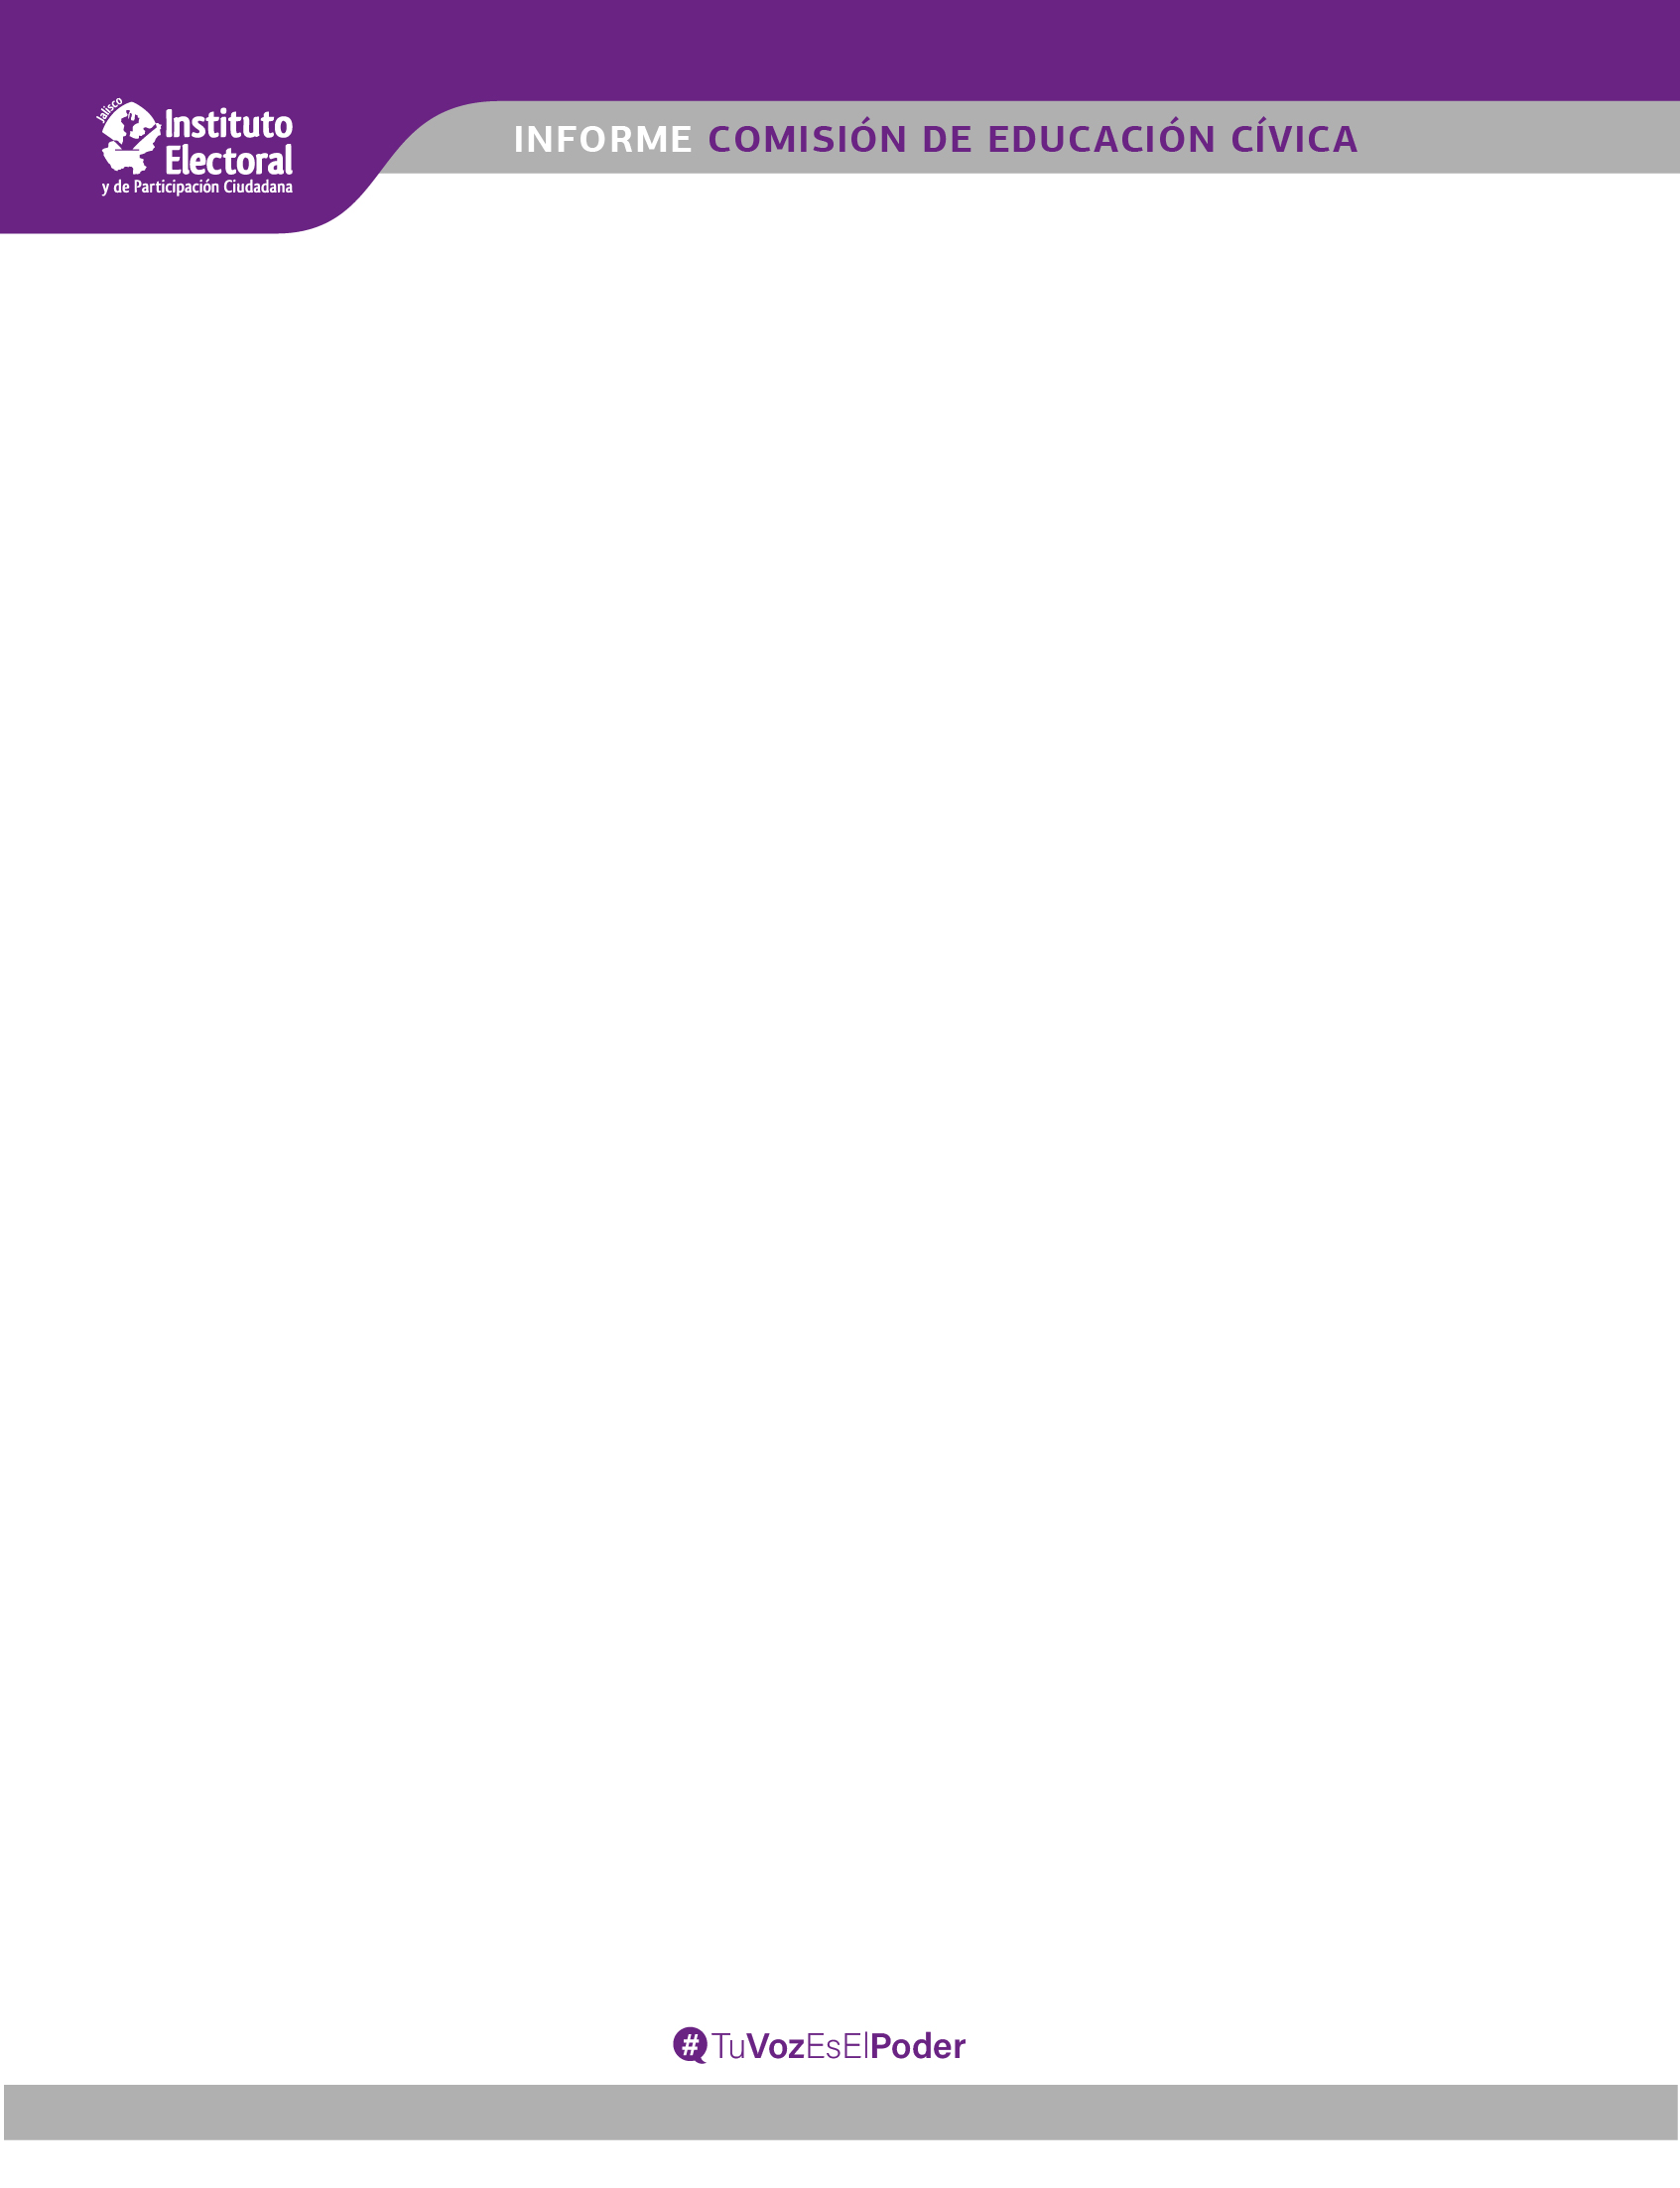 Jalisco
Instituto
Electoral
y de Participación Ciudadana
INFORME COMISIÓN DE EDUCACIÓN CÍVICA
#TuVozEsElPoder